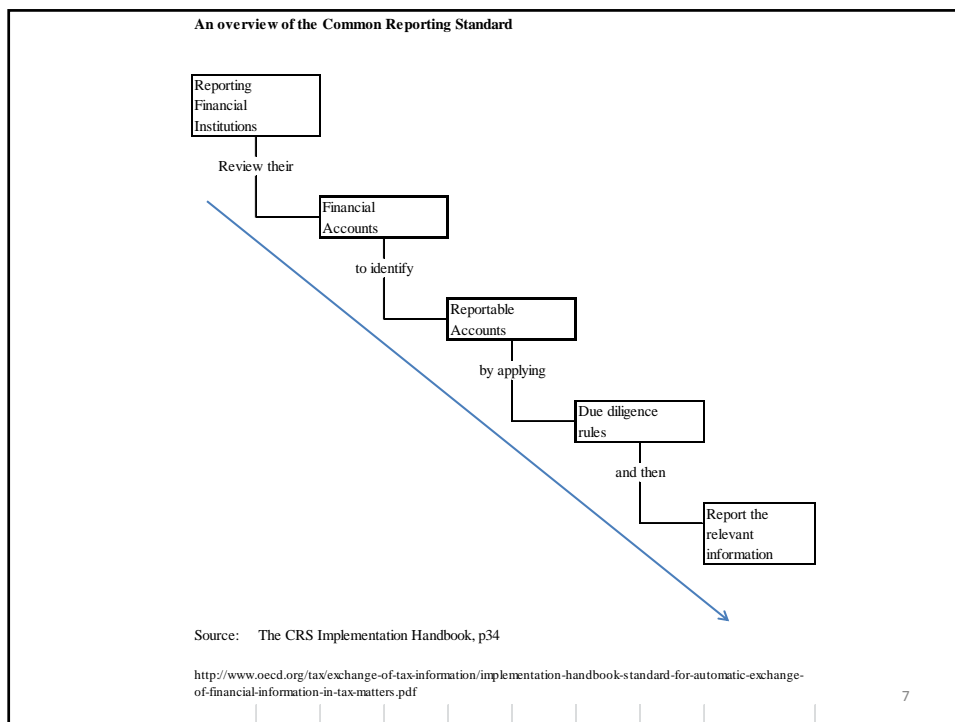 An overview of the Common Reporting Standard
Reporting
Financial
Institutions
Review their
Financial
Accounts
to identify
Reportable
Accounts
by applying
Due diligence
rules
and then
Report the
relevant
information
Source: The CRS Implementation Handbook, p34
http://www.oecd.org/tax/exchange-of-tax-information/implementation-handbook-standard-for-automatic-exchange-
of-financial-information-in-tax-matters.pdf
7